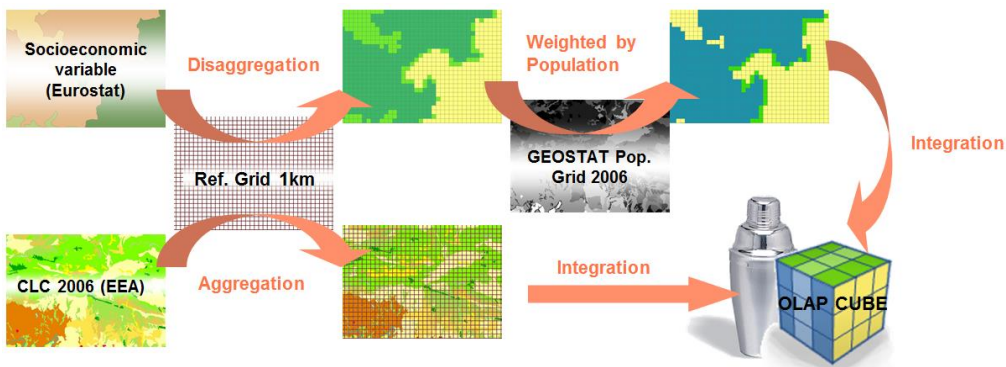 Socioeconomic
variable
(Eurostat)
Disaggregation
Weighted by
Population
Ref. Grid 1km
GEOSTAT Pop.
Grid 2006
Integration
CLC 2006 (EEA)
Aggregation
Integration
OLAP CUBE